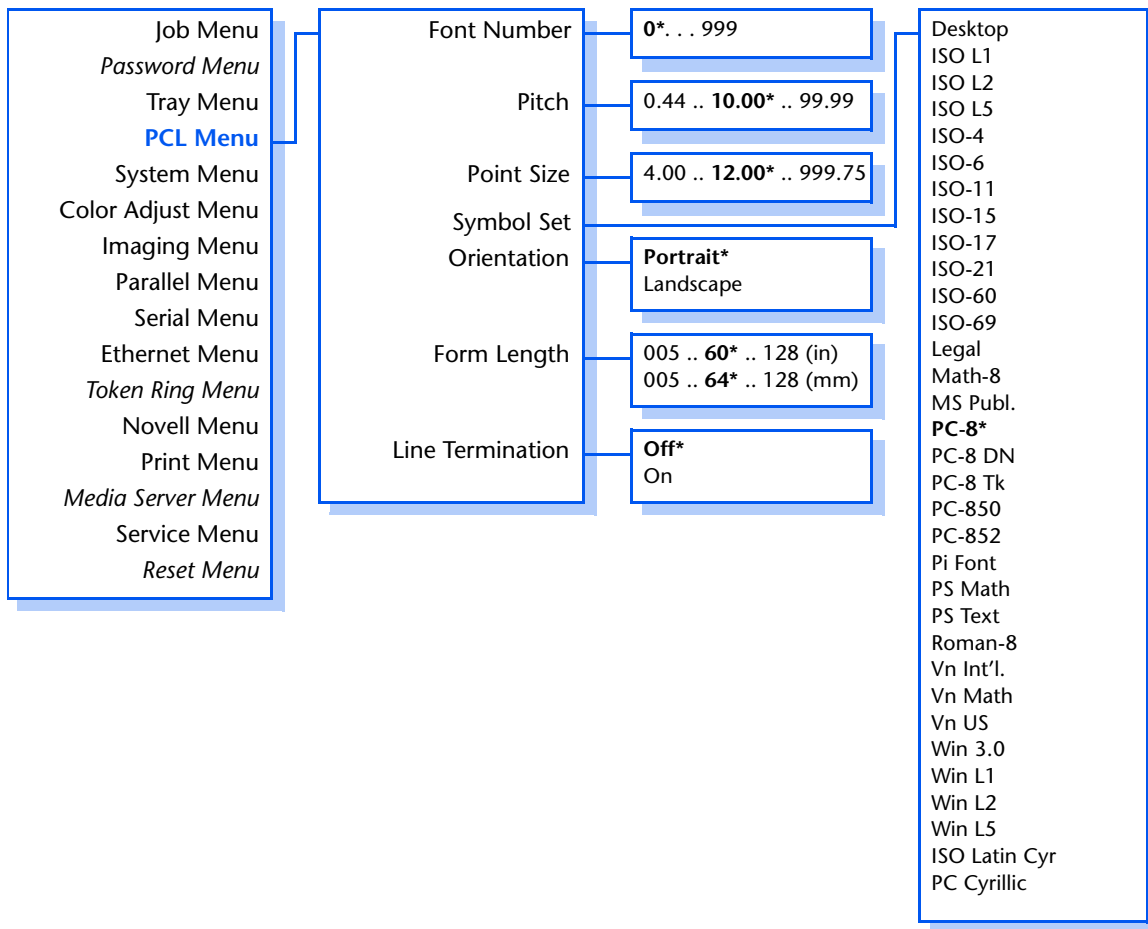 Job Menu
Password Menu
Tray Menu
PCL Menu
System Menu
Color Adjust Menu
Imaging Menu
Parallel Menu
Serial Menu
Ethernet Menu
Token Ring Menu
Novell Menu
Print Menu
Media Server Menu
Service Menu
Reset Menu
Font Number
0*. . . 999
Pitch
0.44 .. 10.00* .. 99.99
Point Size
4.00 .. 12.00* .. 999.75
Symbol Set
Orientation
Portrait*
Landscape
Form Length
005 .. 60* .. 128 (in)
005 .. 64* .. 128 (mm)
Line Termination
Off*
On
Desktop
ISO L1
ISO L2
ISO L5
ISO-4
ISO-6
ISO-11
ISO-15
ISO-17
ISO-21
ISO-60
ISO-69
Legal
Math-8
MS Publ.
PC-8*
PC-8 DN
PC-8 Tk
PC-850
PC-852
Pi Font
PS Math
PS Text
Roman-8
Vn Int’l.
Vn Math
Vn US
Win 3.0
Win L1
Win L2
Win L5
ISO Latin Cyr
PC Cyrillic